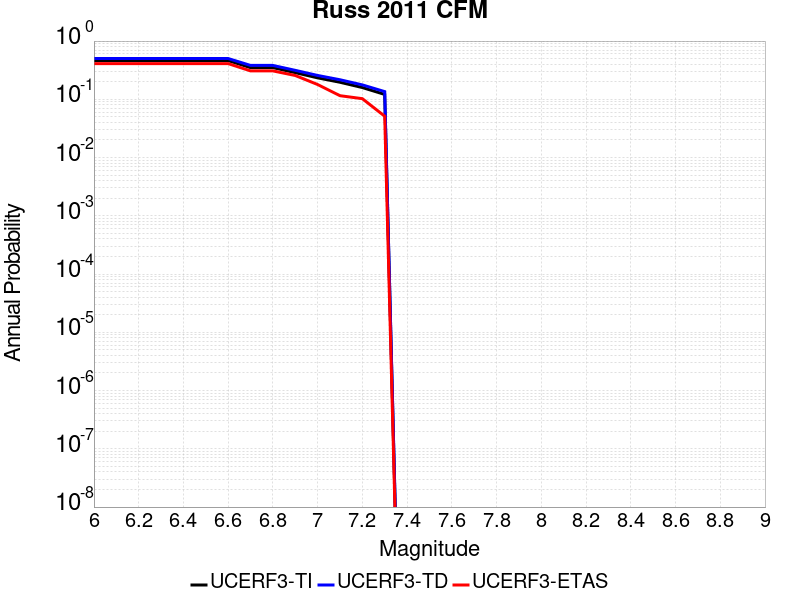 Russ 2011 CFM
10^0
10^-1
10^-2
10^-3
10^-4
10^-5
10^-6
10^-7
10^-8
Annual Probability
6 6.2 6.4 6.6 6.8 7 7.2 7.4 7.6 7.8 8 8.2 8.4 8.6 8.8 9
Magnitude
UCERF3-TI UCERF3-TD UCERF3-ETAS